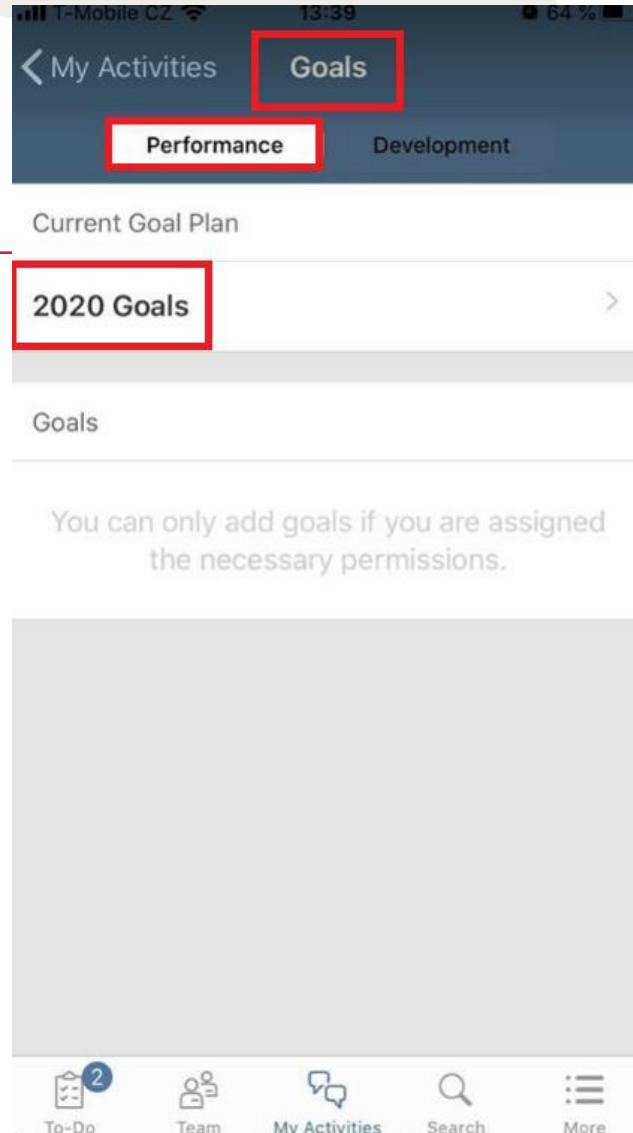 T-Mobile CZ 13:39 64 %
My Activities Goals
Performance Development
Current Goal Plan
2020 Goals
Goals
You can only add goals if you are assigned
the necessary permissions.
2
To-Do Team My Activities Search More